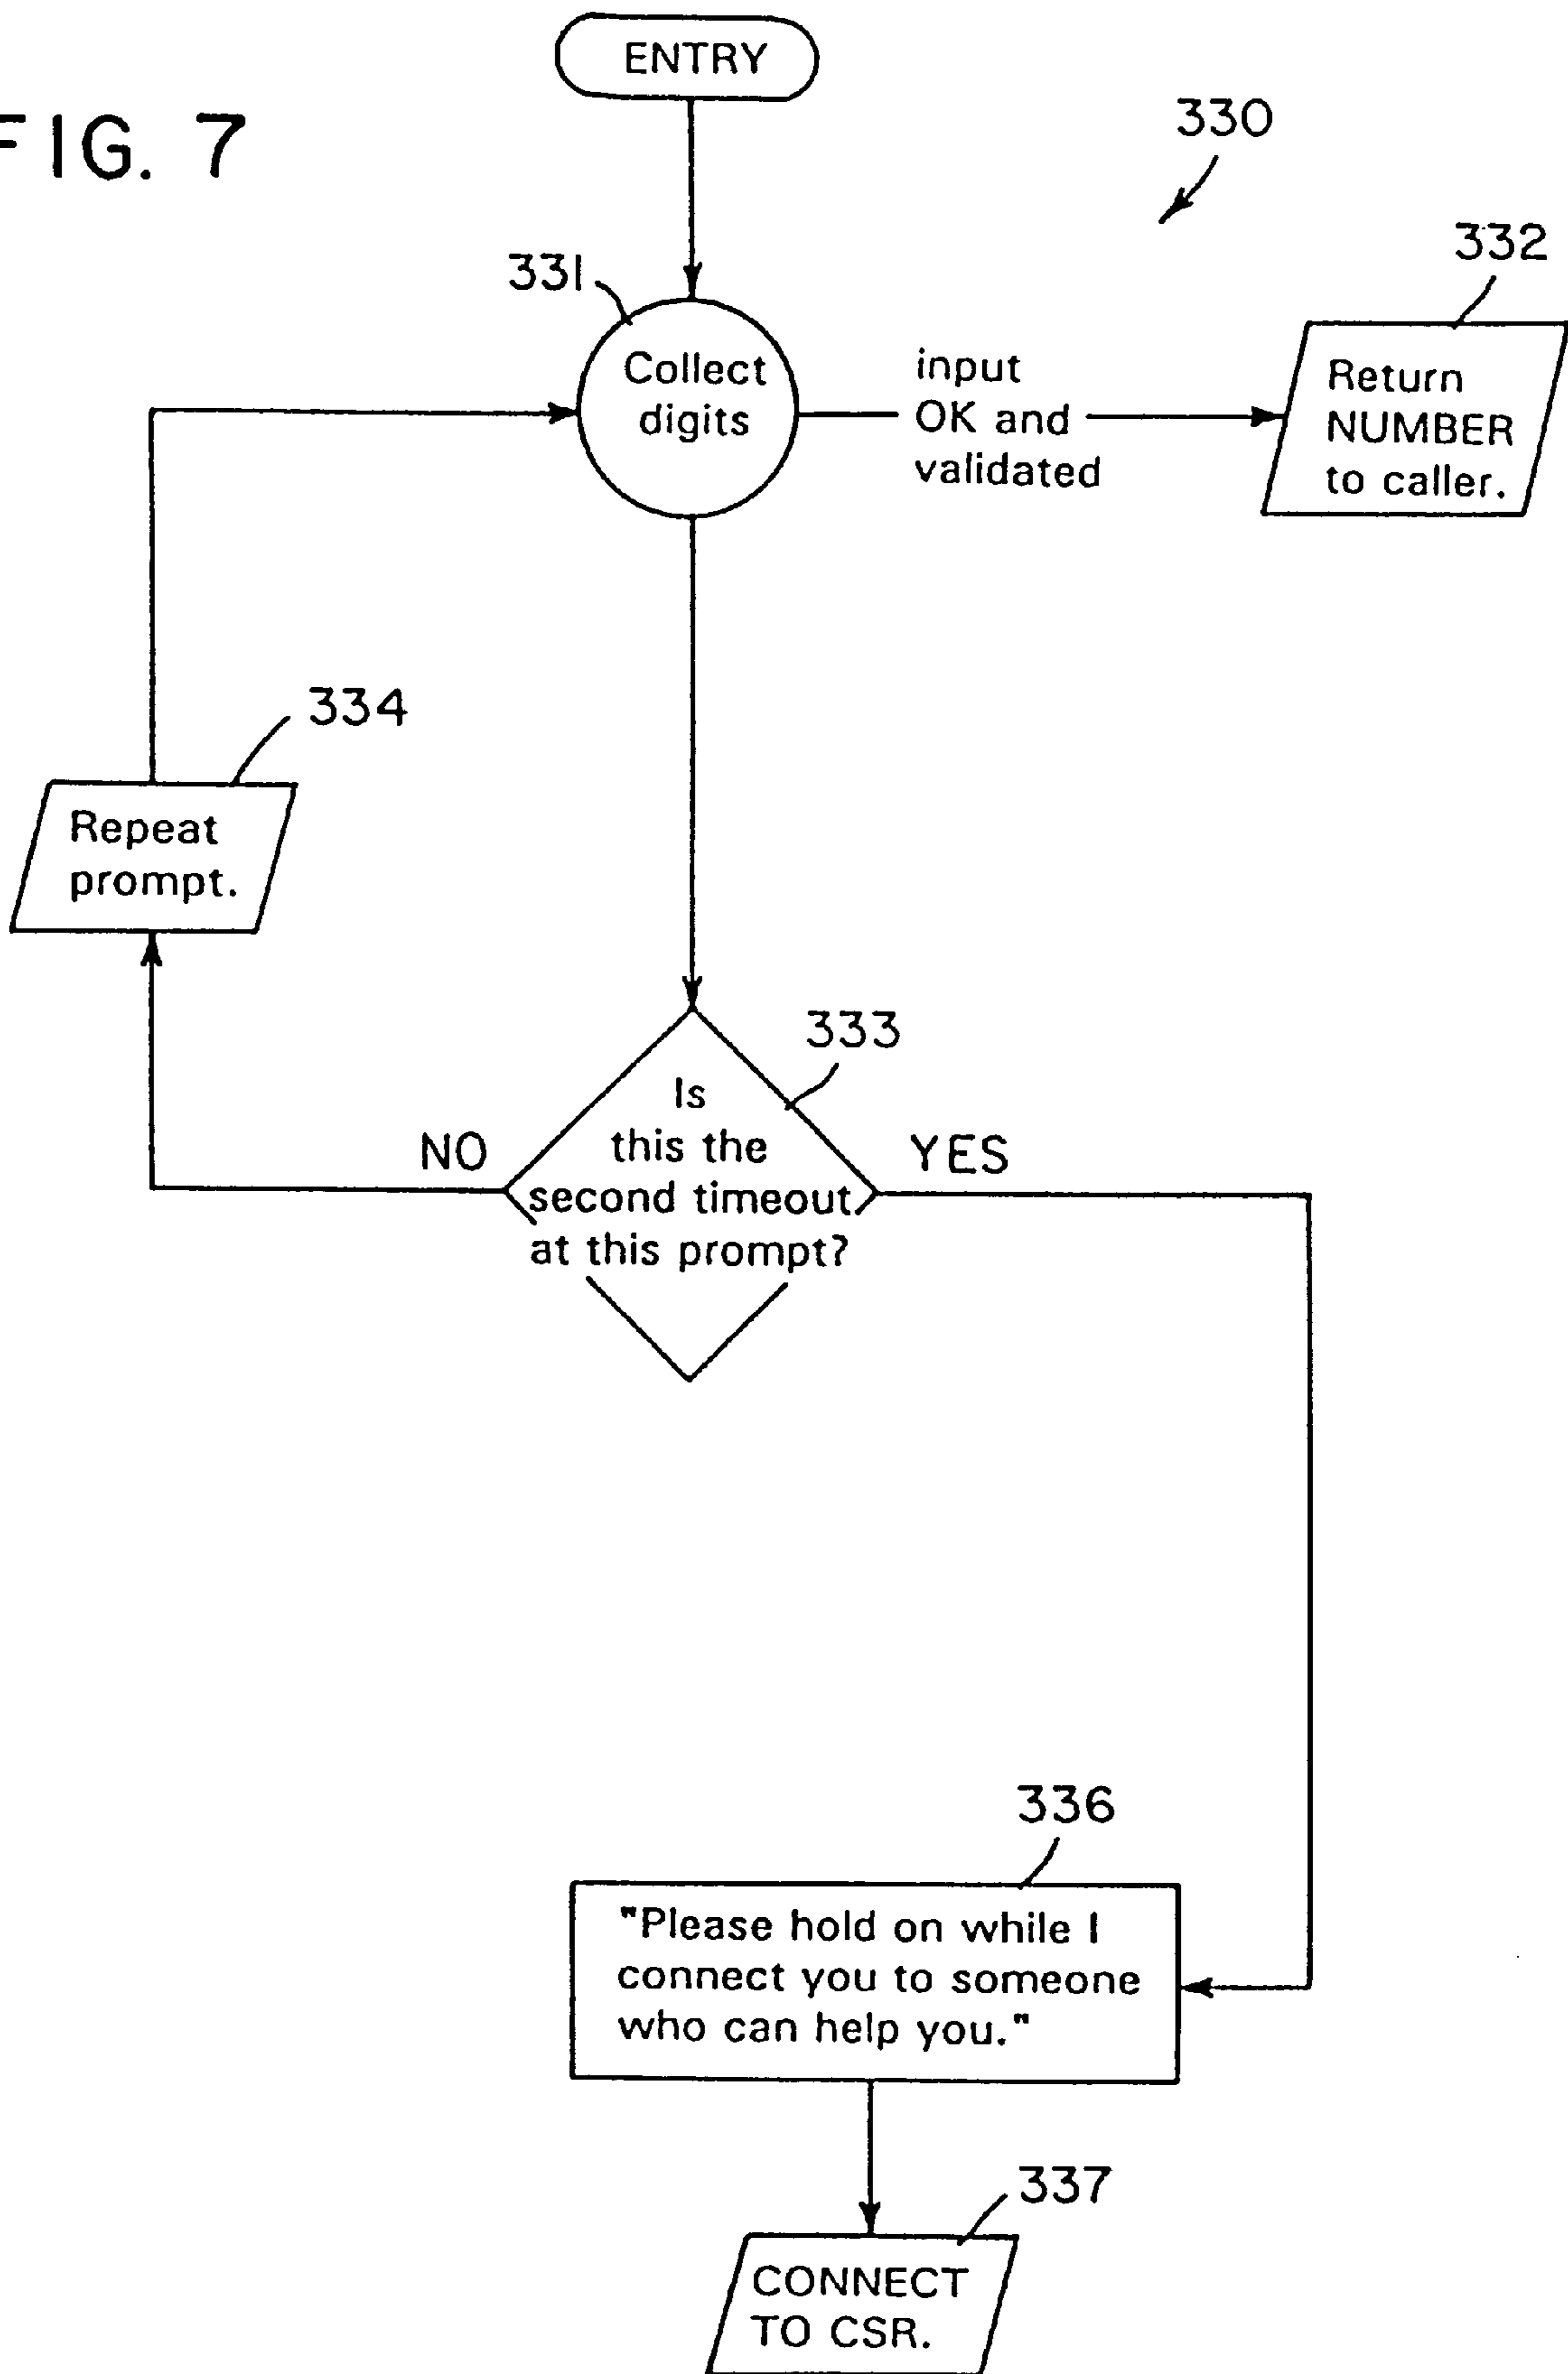 ENTRY
FIG. 7
330
332
331
Collect
digits
input
OK and
validated
Return
NUMBER
to caller.
334
Repeat
prompt.
333
Is
this the
second timeout
at this prompt?
NO
YES
336
"Please hold on while I
connect you to someone
who can help you."
337
CONNECT
TO CSR.